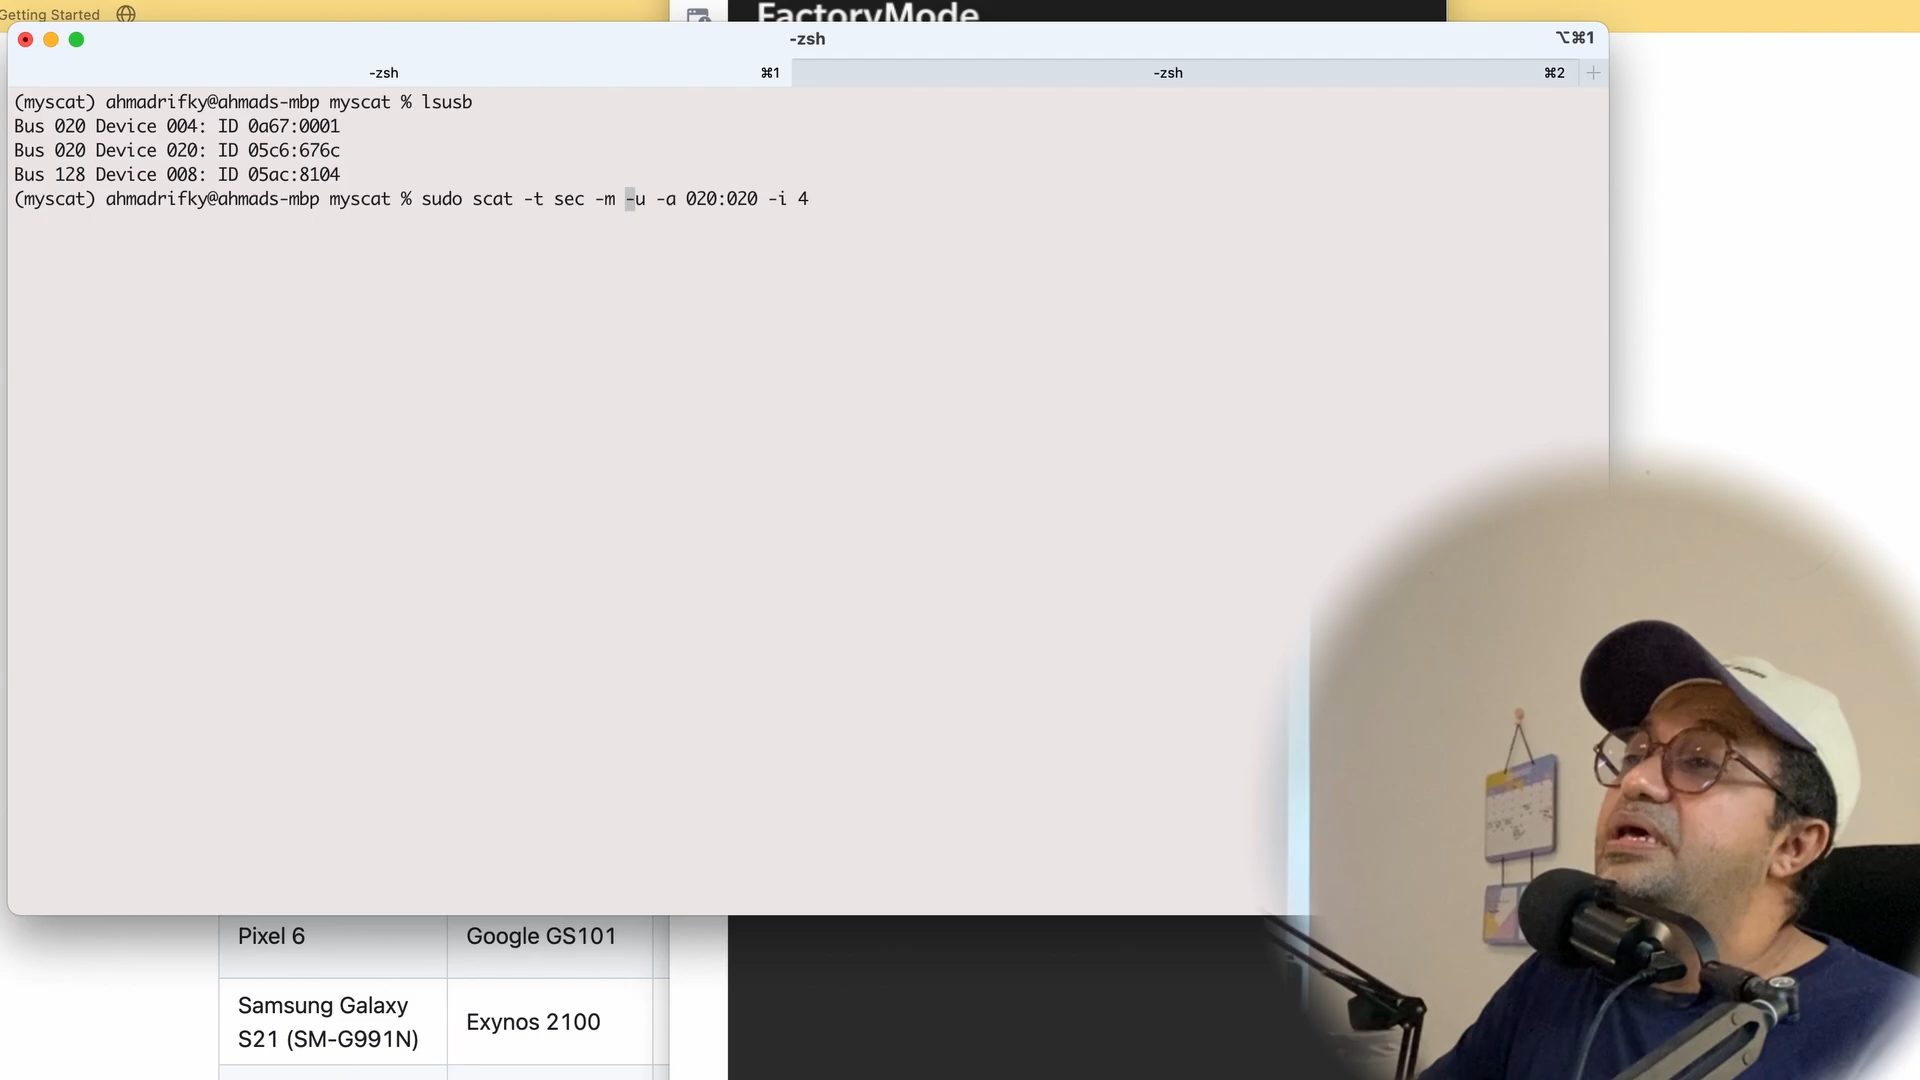 Getting Started
FactoryMode
-zsh
⌥⌘1
-zsh ⌘1
-zsh ⌘2
(myscat) ahmadrifky@ahmads-mbp myscat % lsusb
Bus 020 Device 004: ID 0a67:0001
Bus 020 Device 020: ID 05c6:676c
Bus 128 Device 008: ID 05ac:8104
(myscat) ahmadrifky@ahmads-mbp myscat % sudo scat -t sec -m -u -a 020:020 -i 4
Pixel 6 Google GS101
Samsung Galaxy
S21 (SM-G991N)
Exynos 2100